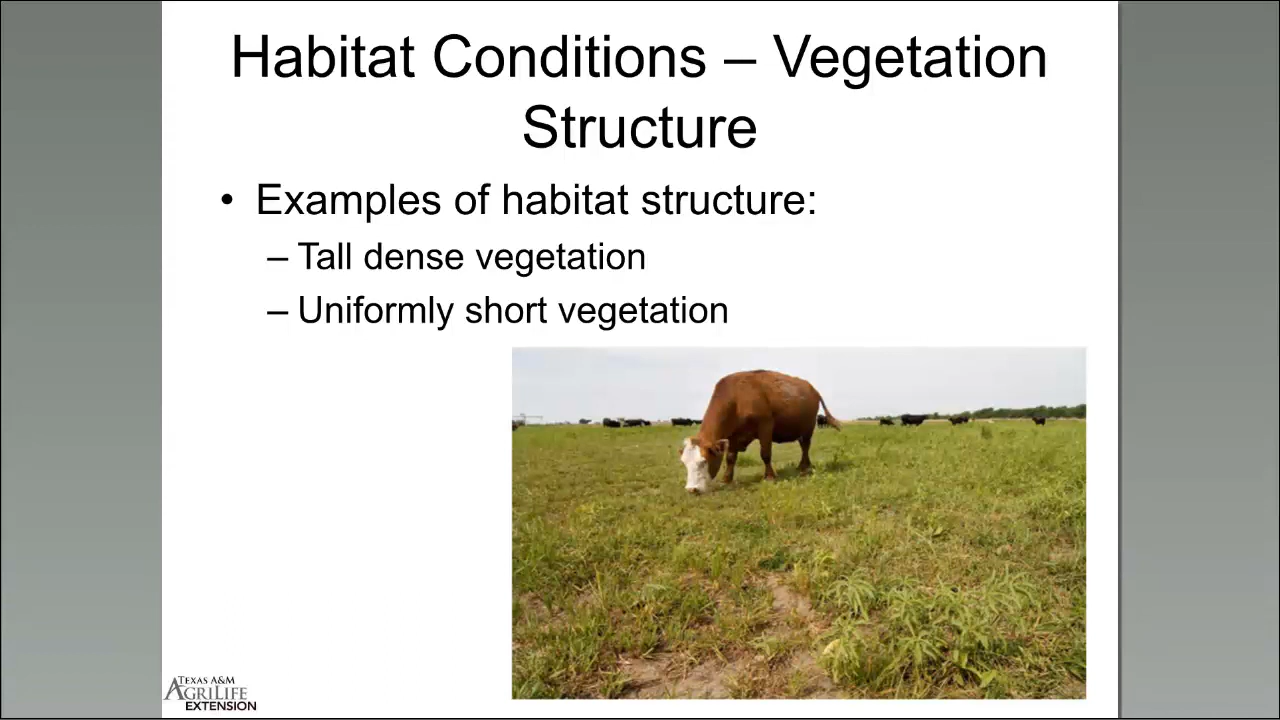 Habitat Conditions – Vegetation
Structure
• Examples of habitat structure:
– Tall dense vegetation
– Uniformly short vegetation
TEXAS A&M
AGRILIFE
EXTENSION